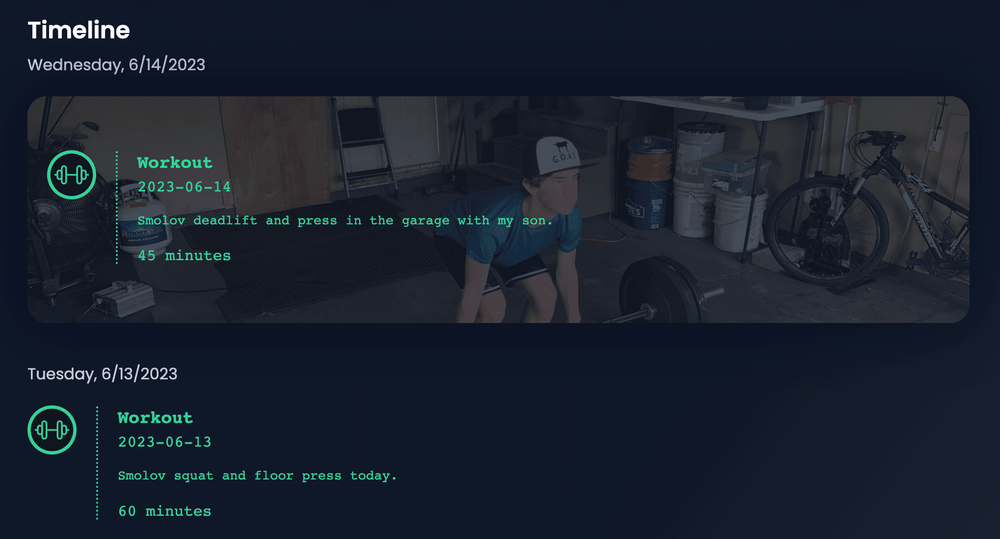 Timeline
Wednesday, 6/14/2023
G.O.A.T.
Workout
2023-06-14
Smolov deadlift and press in the garage with my son.
45 minutes
Tuesday, 6/13/2023
Workout
2023-06-13
Smolov squat and floor press today.
60 minutes